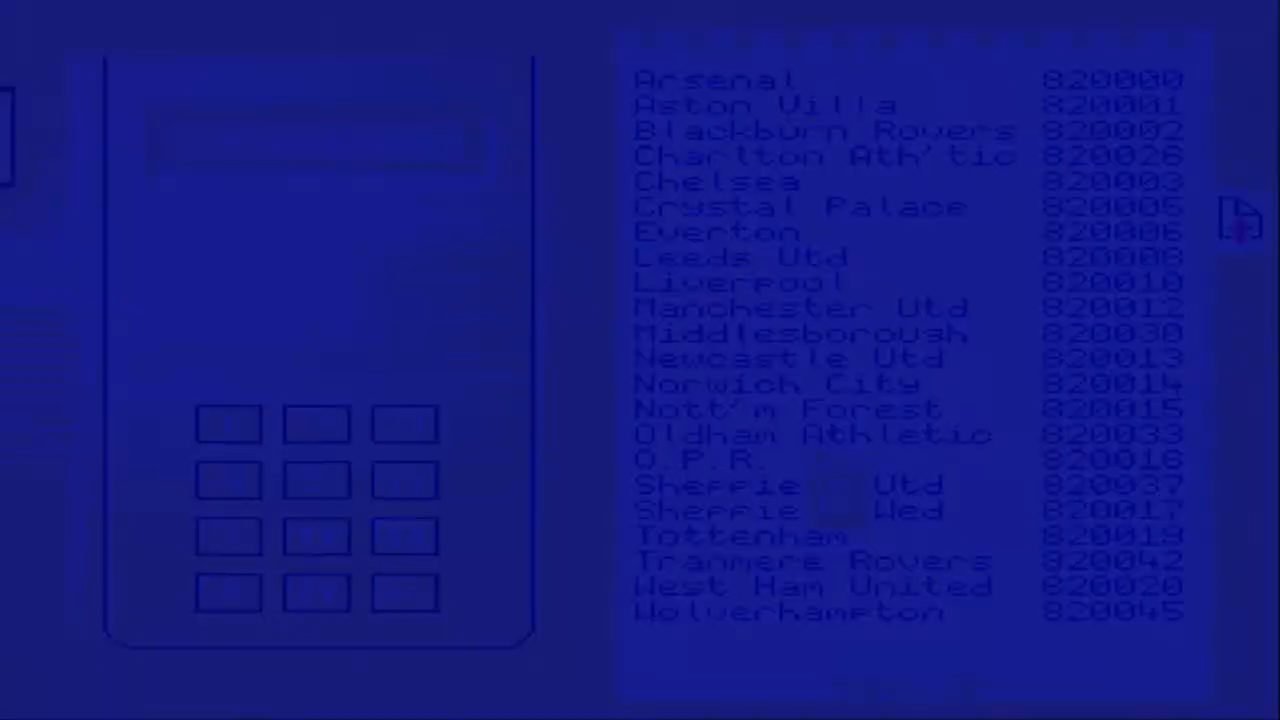 Arsenal 820000
Aston Villa 820001
Blackburn Rovers 820002
Charlton Ath'tic 820026
Chelsea 820003
Crystal Palace 820005
Everton 820006
Leeds Utd 820008
Liverpool 820010
Manchester Utd 820012
Middlesborough 820030
Newcastle Utd 820013
Norwich City 820014
Nott'm Forest 820015
Oldham Athletic 820033
Q.P.R. 820016
Sheffie Utd 820037
Sheffie Wed 820017
Tottenham 820019
Tranmere Rovers 820042
West Ham United 820020
Wolverhampton 820045